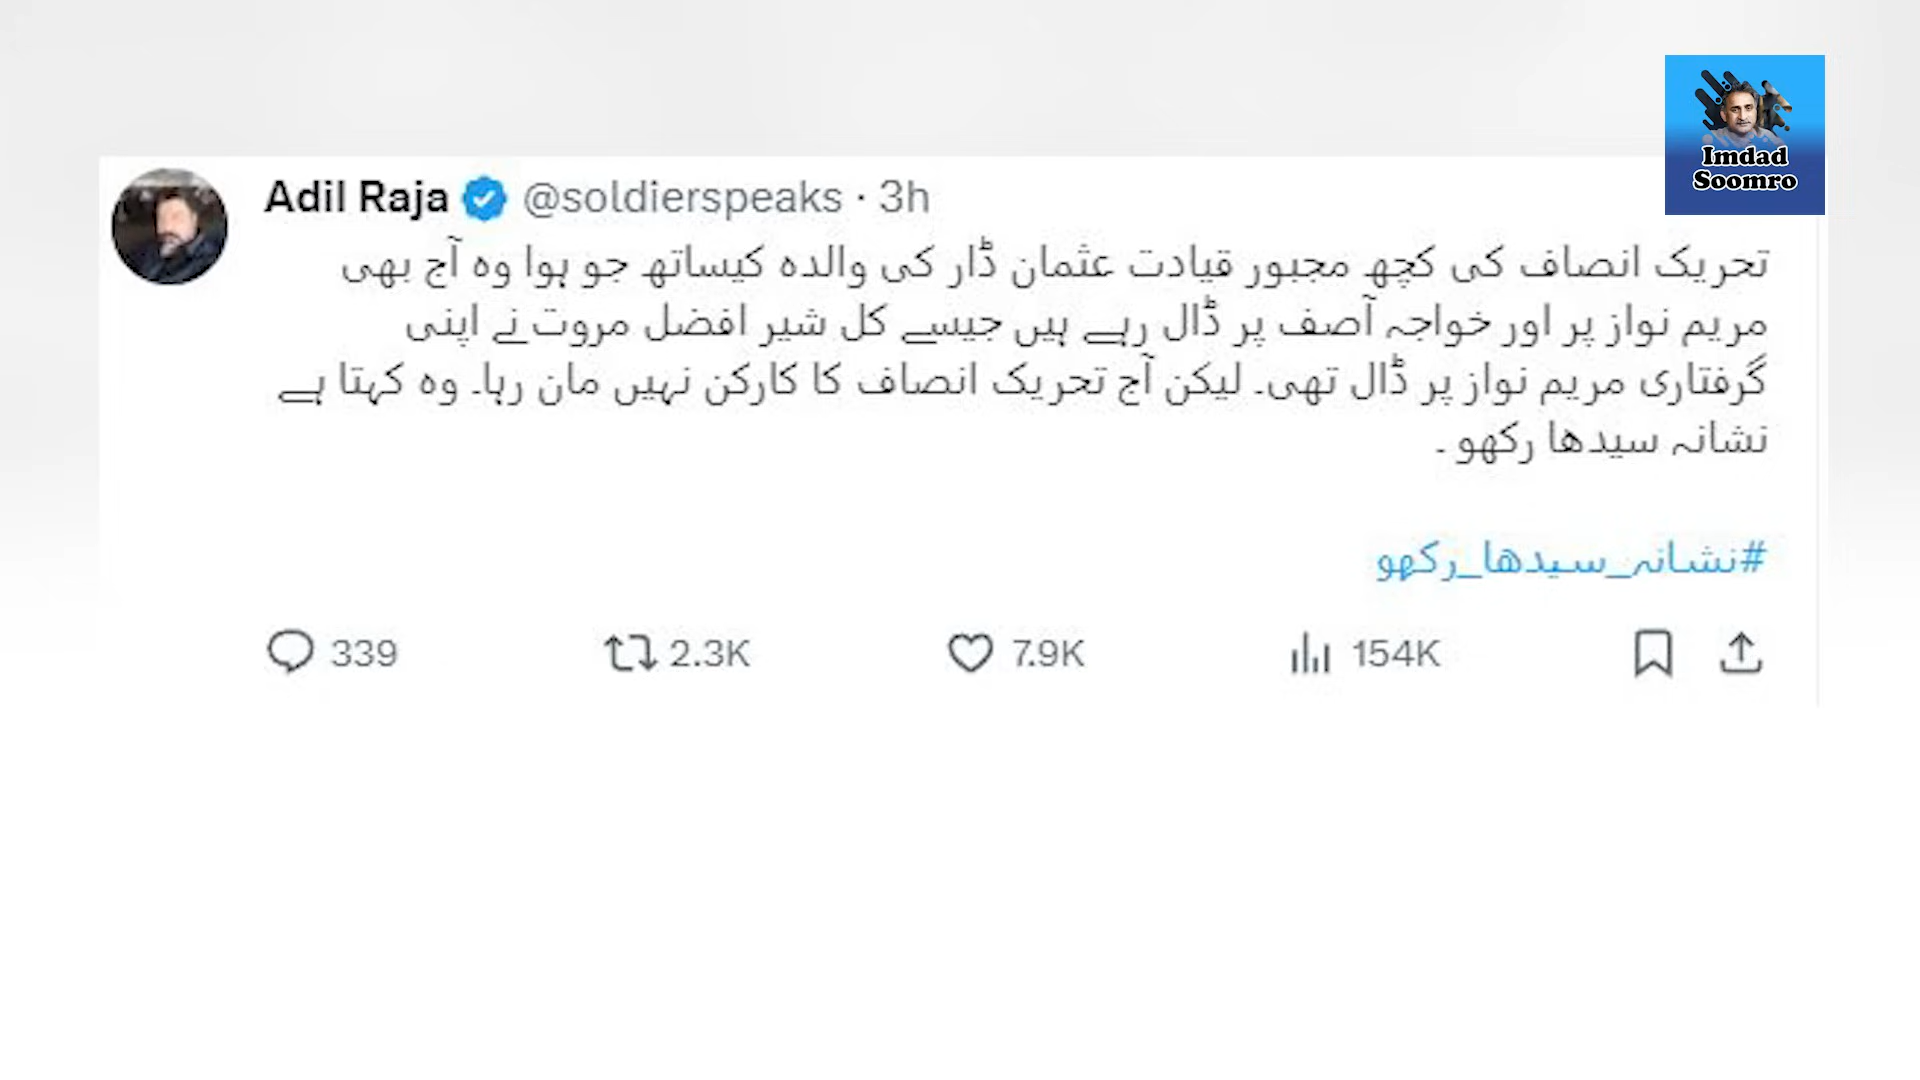 Imdad
Soomro
Adil Raja @soldierspeaks · 3h
تحریک انصاف کی کچھ مجبور قیادت عثمان ڈار کی والدہ کیساتھ جو ہوا وہ آج بھی
مریم نواز پر اور خواجہ آصف پر ڈال رہے ہیں جیسے کل شیر افضل مروت نے اپنی
گرفتاری مریم نواز پر ڈال تھی۔ لیکن آج تحریک انصاف کا کارکن نہیں مان رہا۔ وہ کہتا ہے
نشانہ سیدھا رکھو ۔
#نشانہ_سیدھا_رکھو
339 2.3K 7.9K 154K